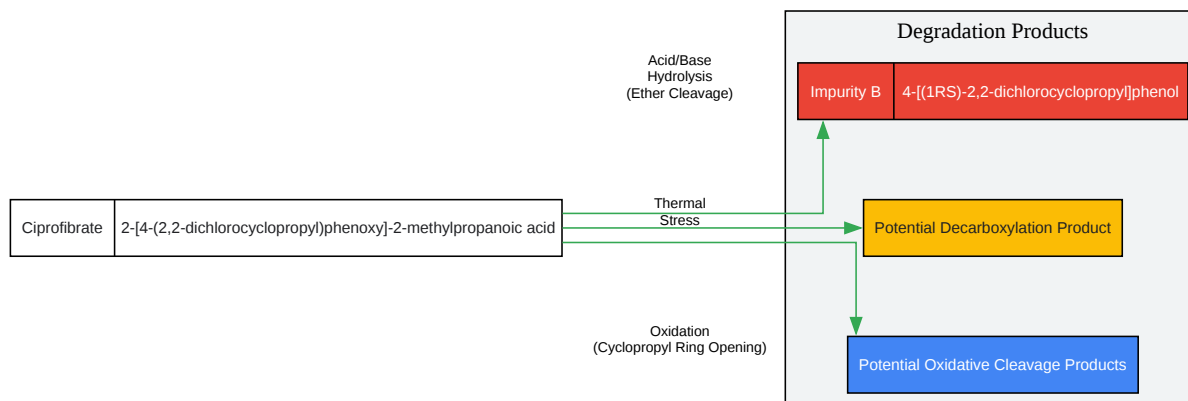 Degradation Products
Acid/Base
Hydrolysis
(Ether Cleavage)
Impurity B
4-[(1RS)-2,2-dichlorocyclopropyl]phenol
Ciprofibrate
2-[4-(2,2-dichlorocyclopropyl)phenoxy]-2-methylpropanoic acid
Thermal
Stress
Potential Decarboxylation Product
Oxidation
(Cyclopropyl Ring Opening)
Potential Oxidative Cleavage Products